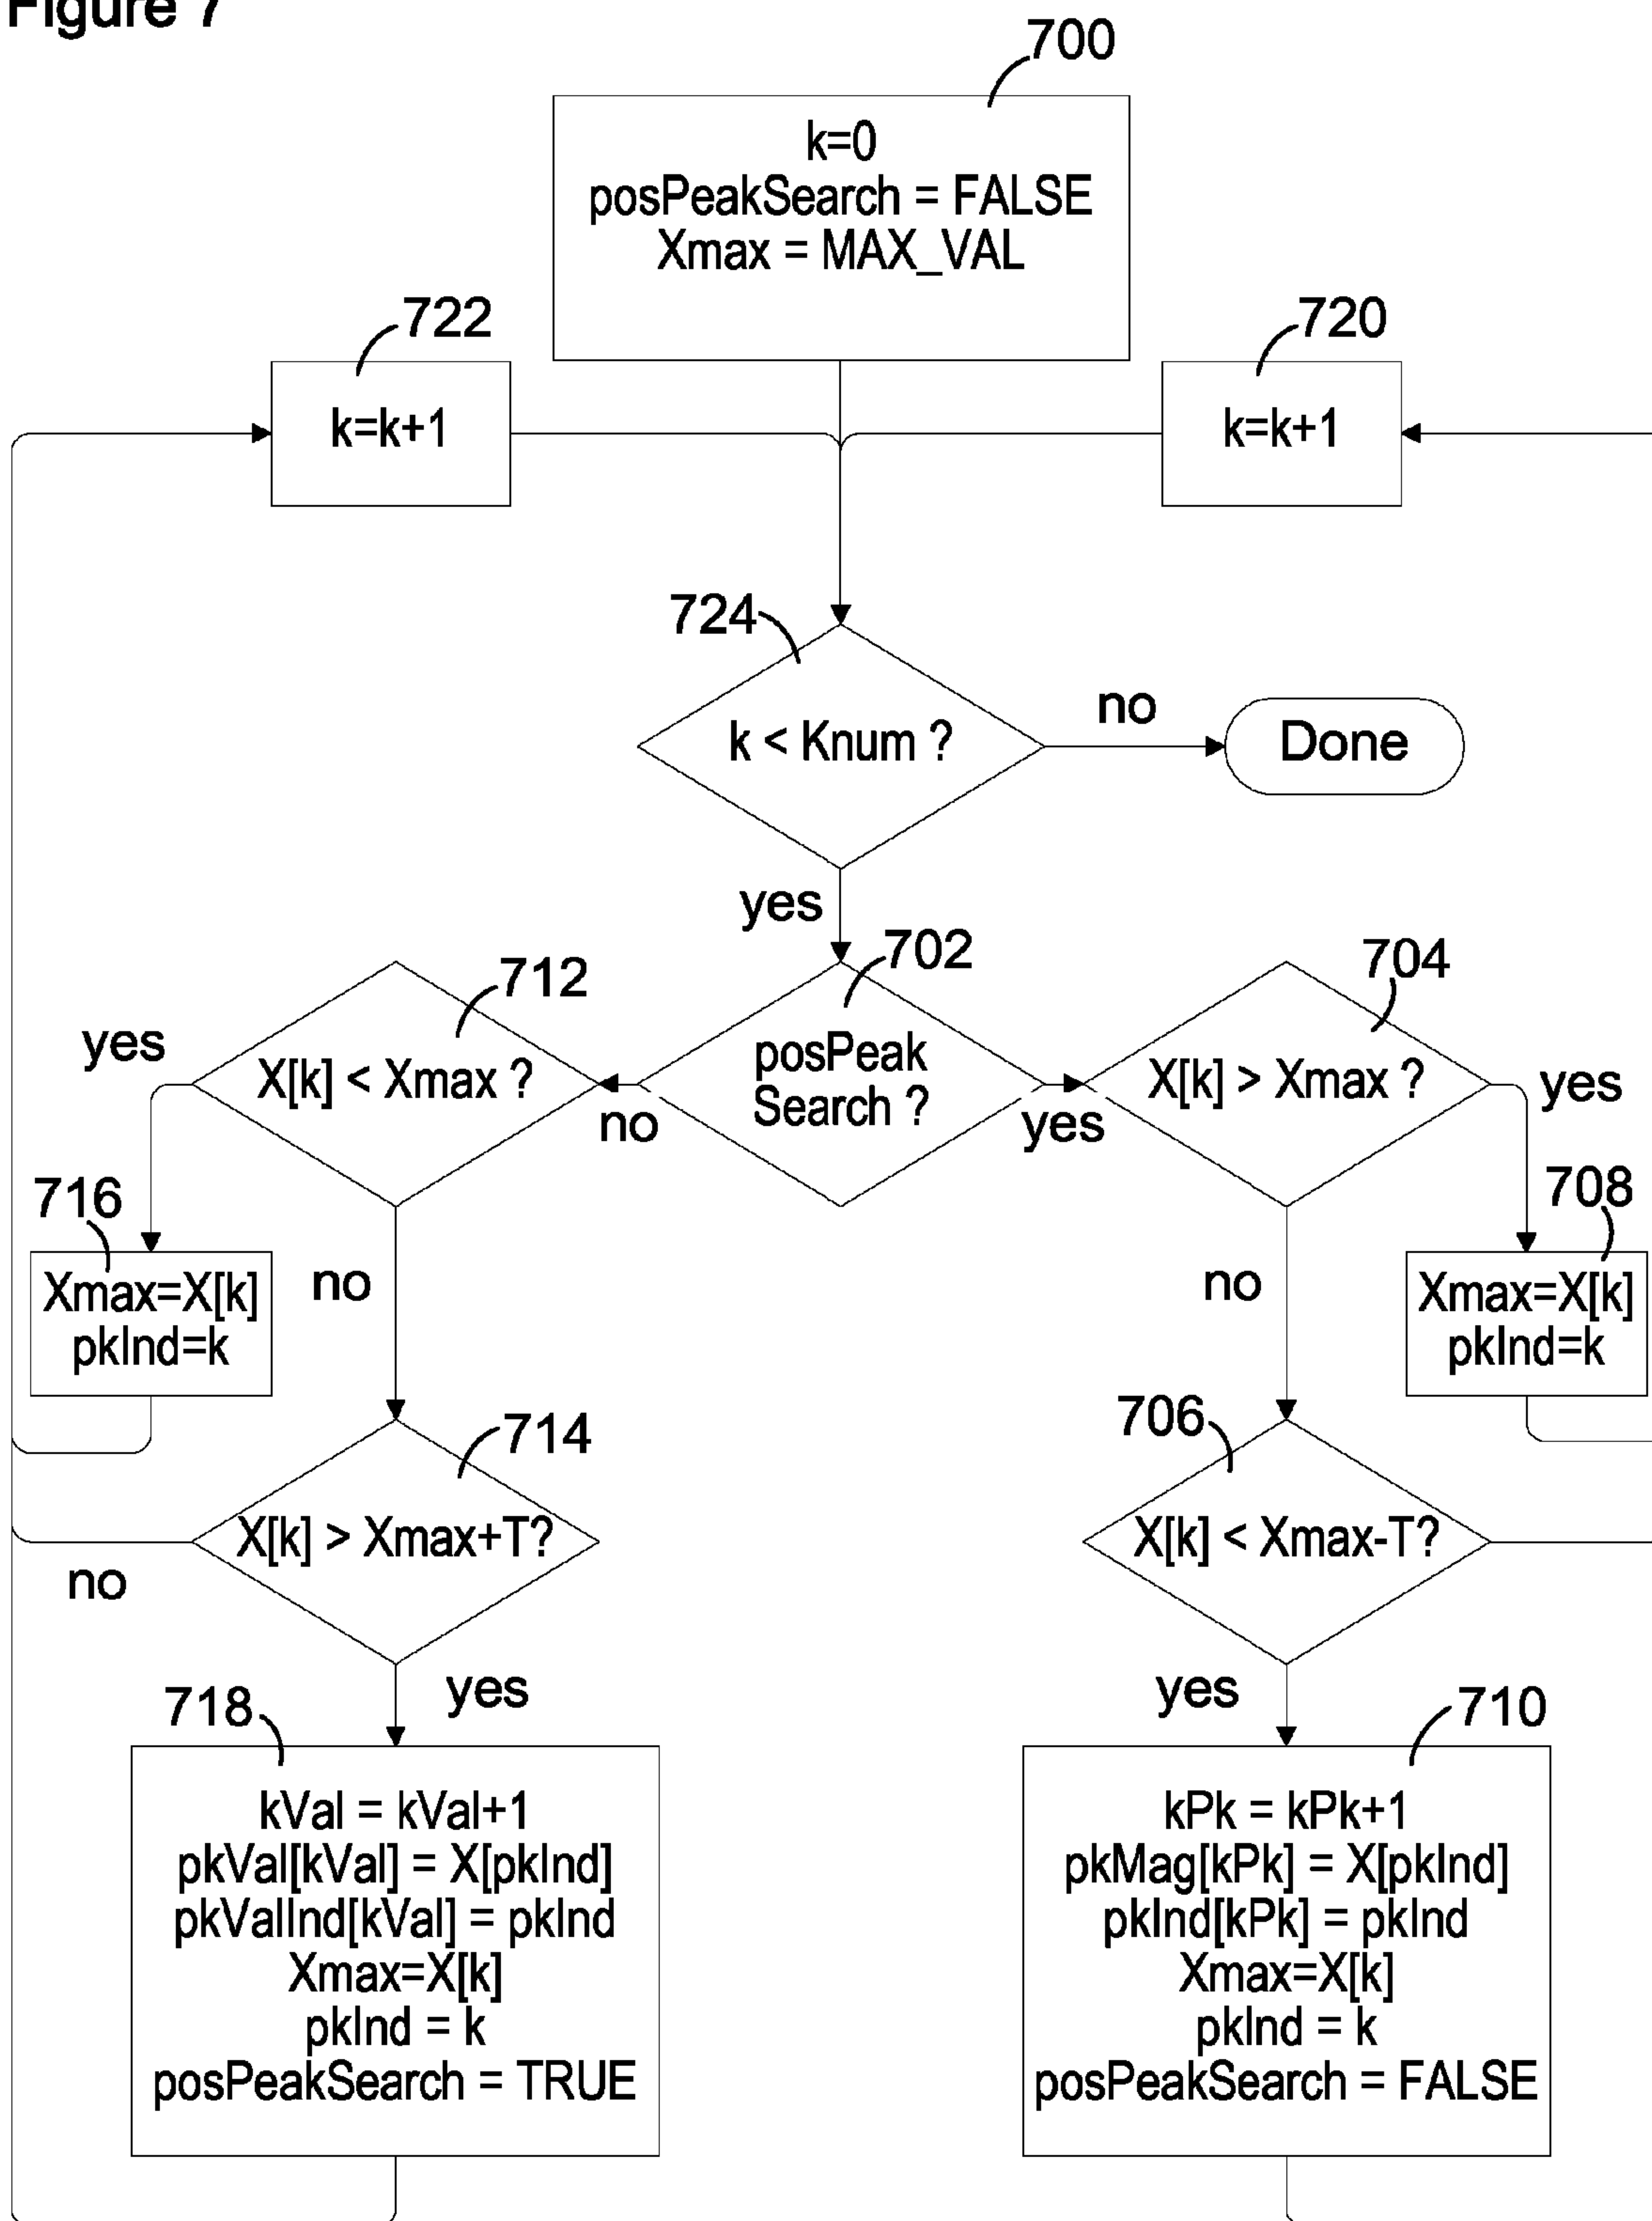 Figure 7
700
k=0
posPeakSearch = FALSE
Xmax = MAX_VAL
722
720
k=k+1
k=k+1
724
k < Knum ?
no
Done
yes
702
712
704
posPeak
Search ?
yes
X[k] < Xmax ?
no
yes
X[k] > Xmax ?
yes
716
Xmax=X[k]
pkInd=k
no
no
708
Xmax=X[k]
pkInd=k
714
706
X[k] > Xmax+T?
no
X[k] < Xmax-T?
yes
yes
718
710
kVal = kVal+1
pkVal[kVal] = X[pkInd]
pkValInd[kVal] = pkInd
Xmax=X[k]
pkInd = k
posPeakSearch = TRUE
kPk = kPk+1
pkMag[kPk] = X[pkInd]
pkInd[kPk] = pkInd
Xmax=X[k]
pkInd = k
posPeakSearch = FALSE